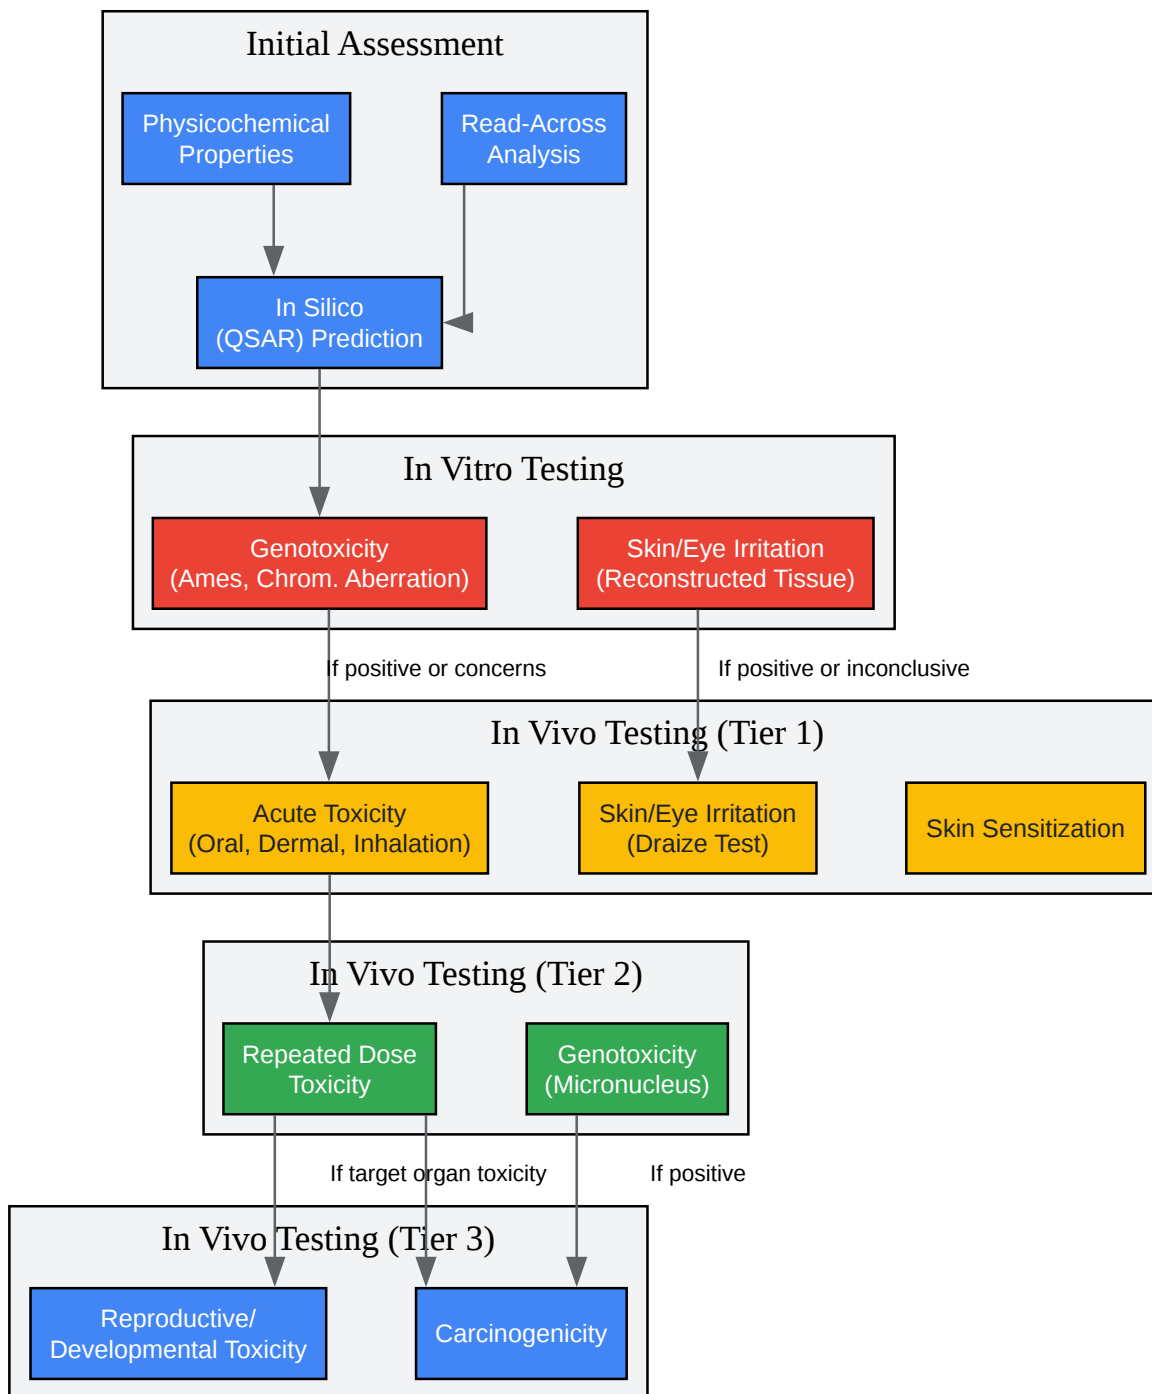 Initial Assessment
Physicochemical
Properties
Read-Across
Analysis
In Silico
(QSAR) Prediction
In Vitro Testing
Genotoxicity
(Ames, Chrom. Aberration)
Skin/Eye Irritation
(Reconstructed Tissue)
If positive or concerns
If positive or inconclusive
In Vivo Testing (Tier 1)
Acute Toxicity
(Oral, Dermal, Inhalation)
Skin/Eye Irritation
(Draize Test)
Skin Sensitization
In Vivo Testing (Tier 2)
Repeated Dose
Toxicity
Genotoxicity
(Micronucleus)
If target organ toxicity
If positive
In Vivo Testing (Tier 3)
Reproductive/
Developmental Toxicity
Carcinogenicity